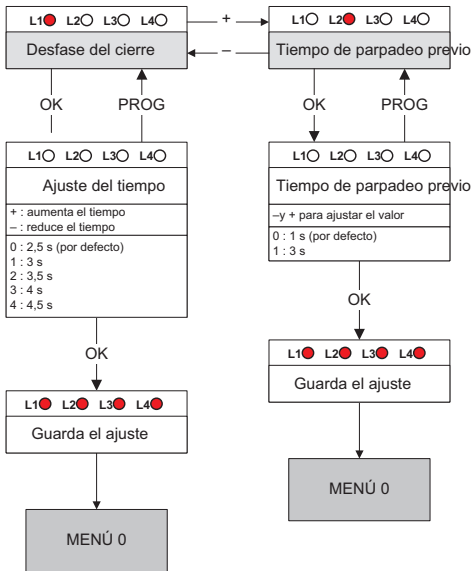 L1 L2 L3 L4
Desfase del cierre
+
–
L1 L2 L3 L4
Tiempo de parpadeo previo
OK
PROG
OK
PROG
L1 L2 L3 L4
Ajuste del tiempo
+ : aumenta el tiempo
– : reduce el tiempo
0 : 2,5 s (por defecto)
1 : 3 s
2 : 3,5 s
3 : 4 s
4 : 4,5 s
L1 L2 L3 L4
Tiempo de parpadeo previo
–y + para ajustar el valor
0 : 1 s (por defecto)
1 : 3 s
OK
OK
L1 L2 L3 L4
Guarda el ajuste
L1 L2 L3 L4
Guarda el ajuste
MENÚ 0
MENÚ 0